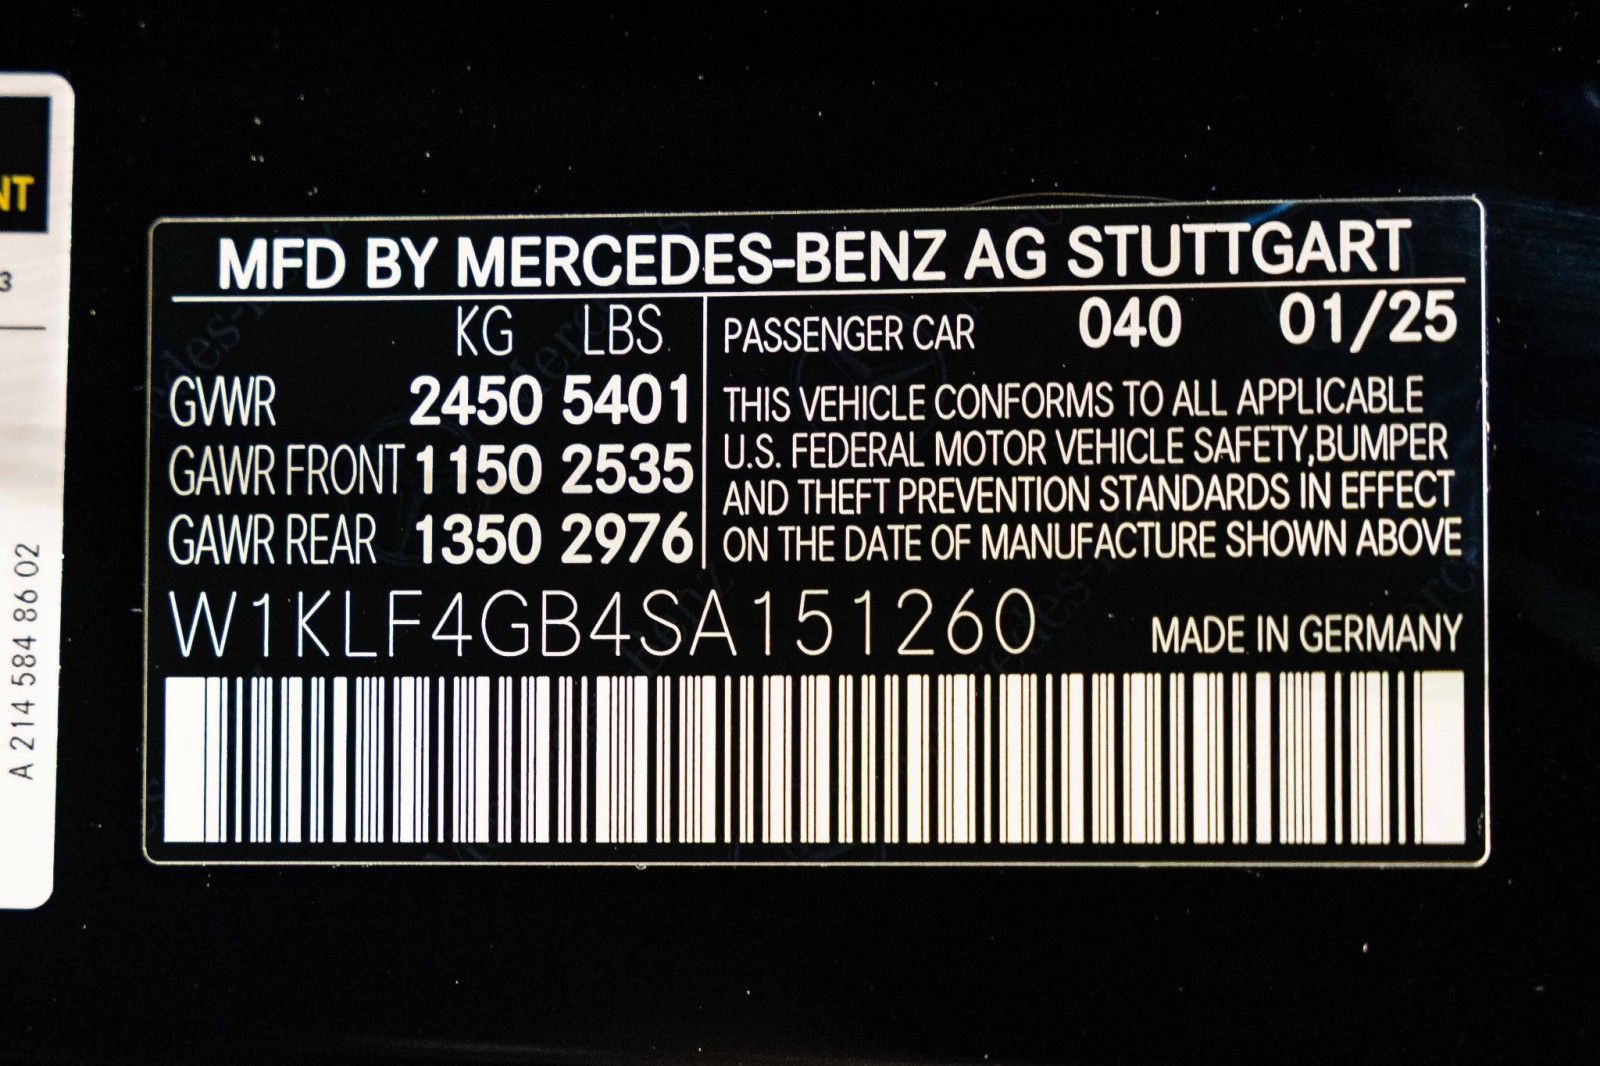 MFD BY MERCEDES-BENZ AG STUTTGART
KG LBS
GVWR 2450 5401
GAWR FRONT 1150 2535
GAWR REAR 1350 2976
PASSENGER CAR 040 01/25
THIS VEHICLE CONFORMS TO ALL APPLICABLE
U.S. FEDERAL MOTOR VEHICLE SAFETY,BUMPER
AND THEFT PREVENTION STANDARDS IN EFFECT
ON THE DATE OF MANUFACTURE SHOWN ABOVE
W1KLF4GB4SA151260
MADE IN GERMANY
NT
3
A 214 584 86 02